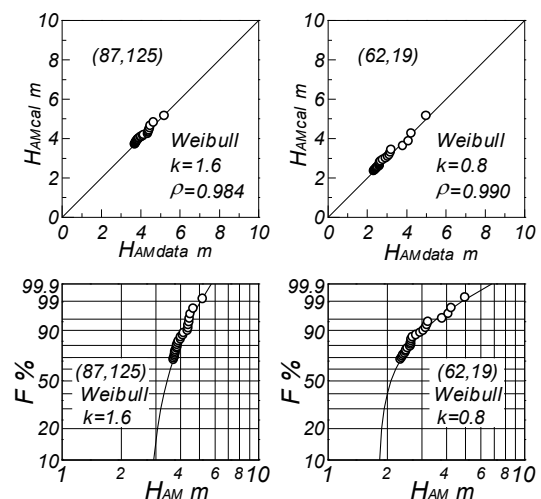 10
8
6
4
2
0
HAMcal m
(87,125)
Weibull
k=1.6
ρ=0.984
0 2 4 6 8 10
HAMdata m
10
8
6
4
2
0
HAMcal m
(62,19)
Weibull
k=0.8
ρ=0.990
0 2 4 6 8 10
HAMdata m
99.9
99
90
50
20
10
F %
(87,125)
Weibull
k=1.6
1 2 4 6 8 10
HAM m
99.9
99
90
50
20
10
F %
(62,19)
Weibull
k=0.8
1 2 4 6 8 10
HAM m